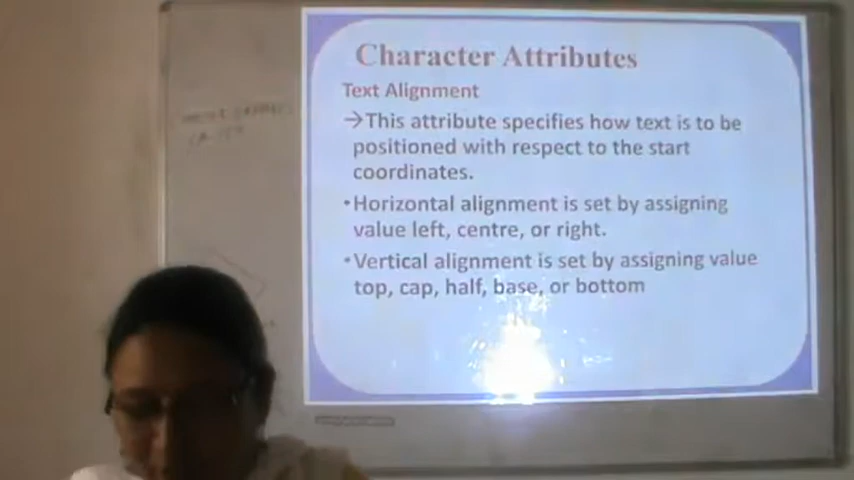 Character Attributes
Text Alignment
→This attribute specifies how text is to be
positioned with respect to the start
coordinates.
•Horizontal alignment is set by assigning
value left, centre, or right.
•Vertical alignment is set by assigning value
top, cap, half, base, or bottom